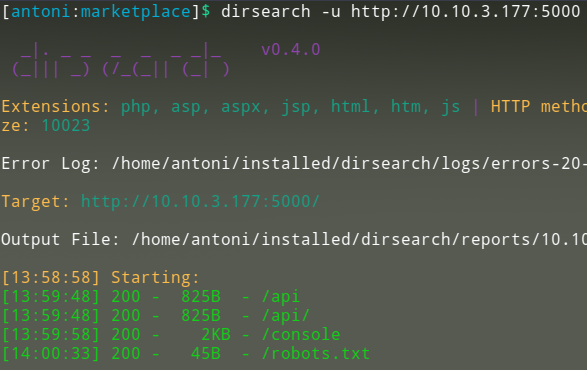 [antoni:marketplace]$ dirsearch -u http://10.10.3.177:5000
_|. _ _  _  _  _ _|_    v0.4.0
(_||| _) (/_(_|| (_| )
Extensions: php, asp, aspx, jsp, html, htm, js | HTTP metho
ze: 10023
Error Log: /home/antoni/installed/dirsearch/logs/errors-20-
Target: http://10.10.3.177:5000/
Output File: /home/antoni/installed/dirsearch/reports/10.10
[13:58:58] Starting:
[13:59:48] 200 -  825B  - /api
[13:59:48] 200 -  825B  - /api/
[13:59:58] 200 -    2KB - /console
[14:00:33] 200 -   45B  - /robots.txt